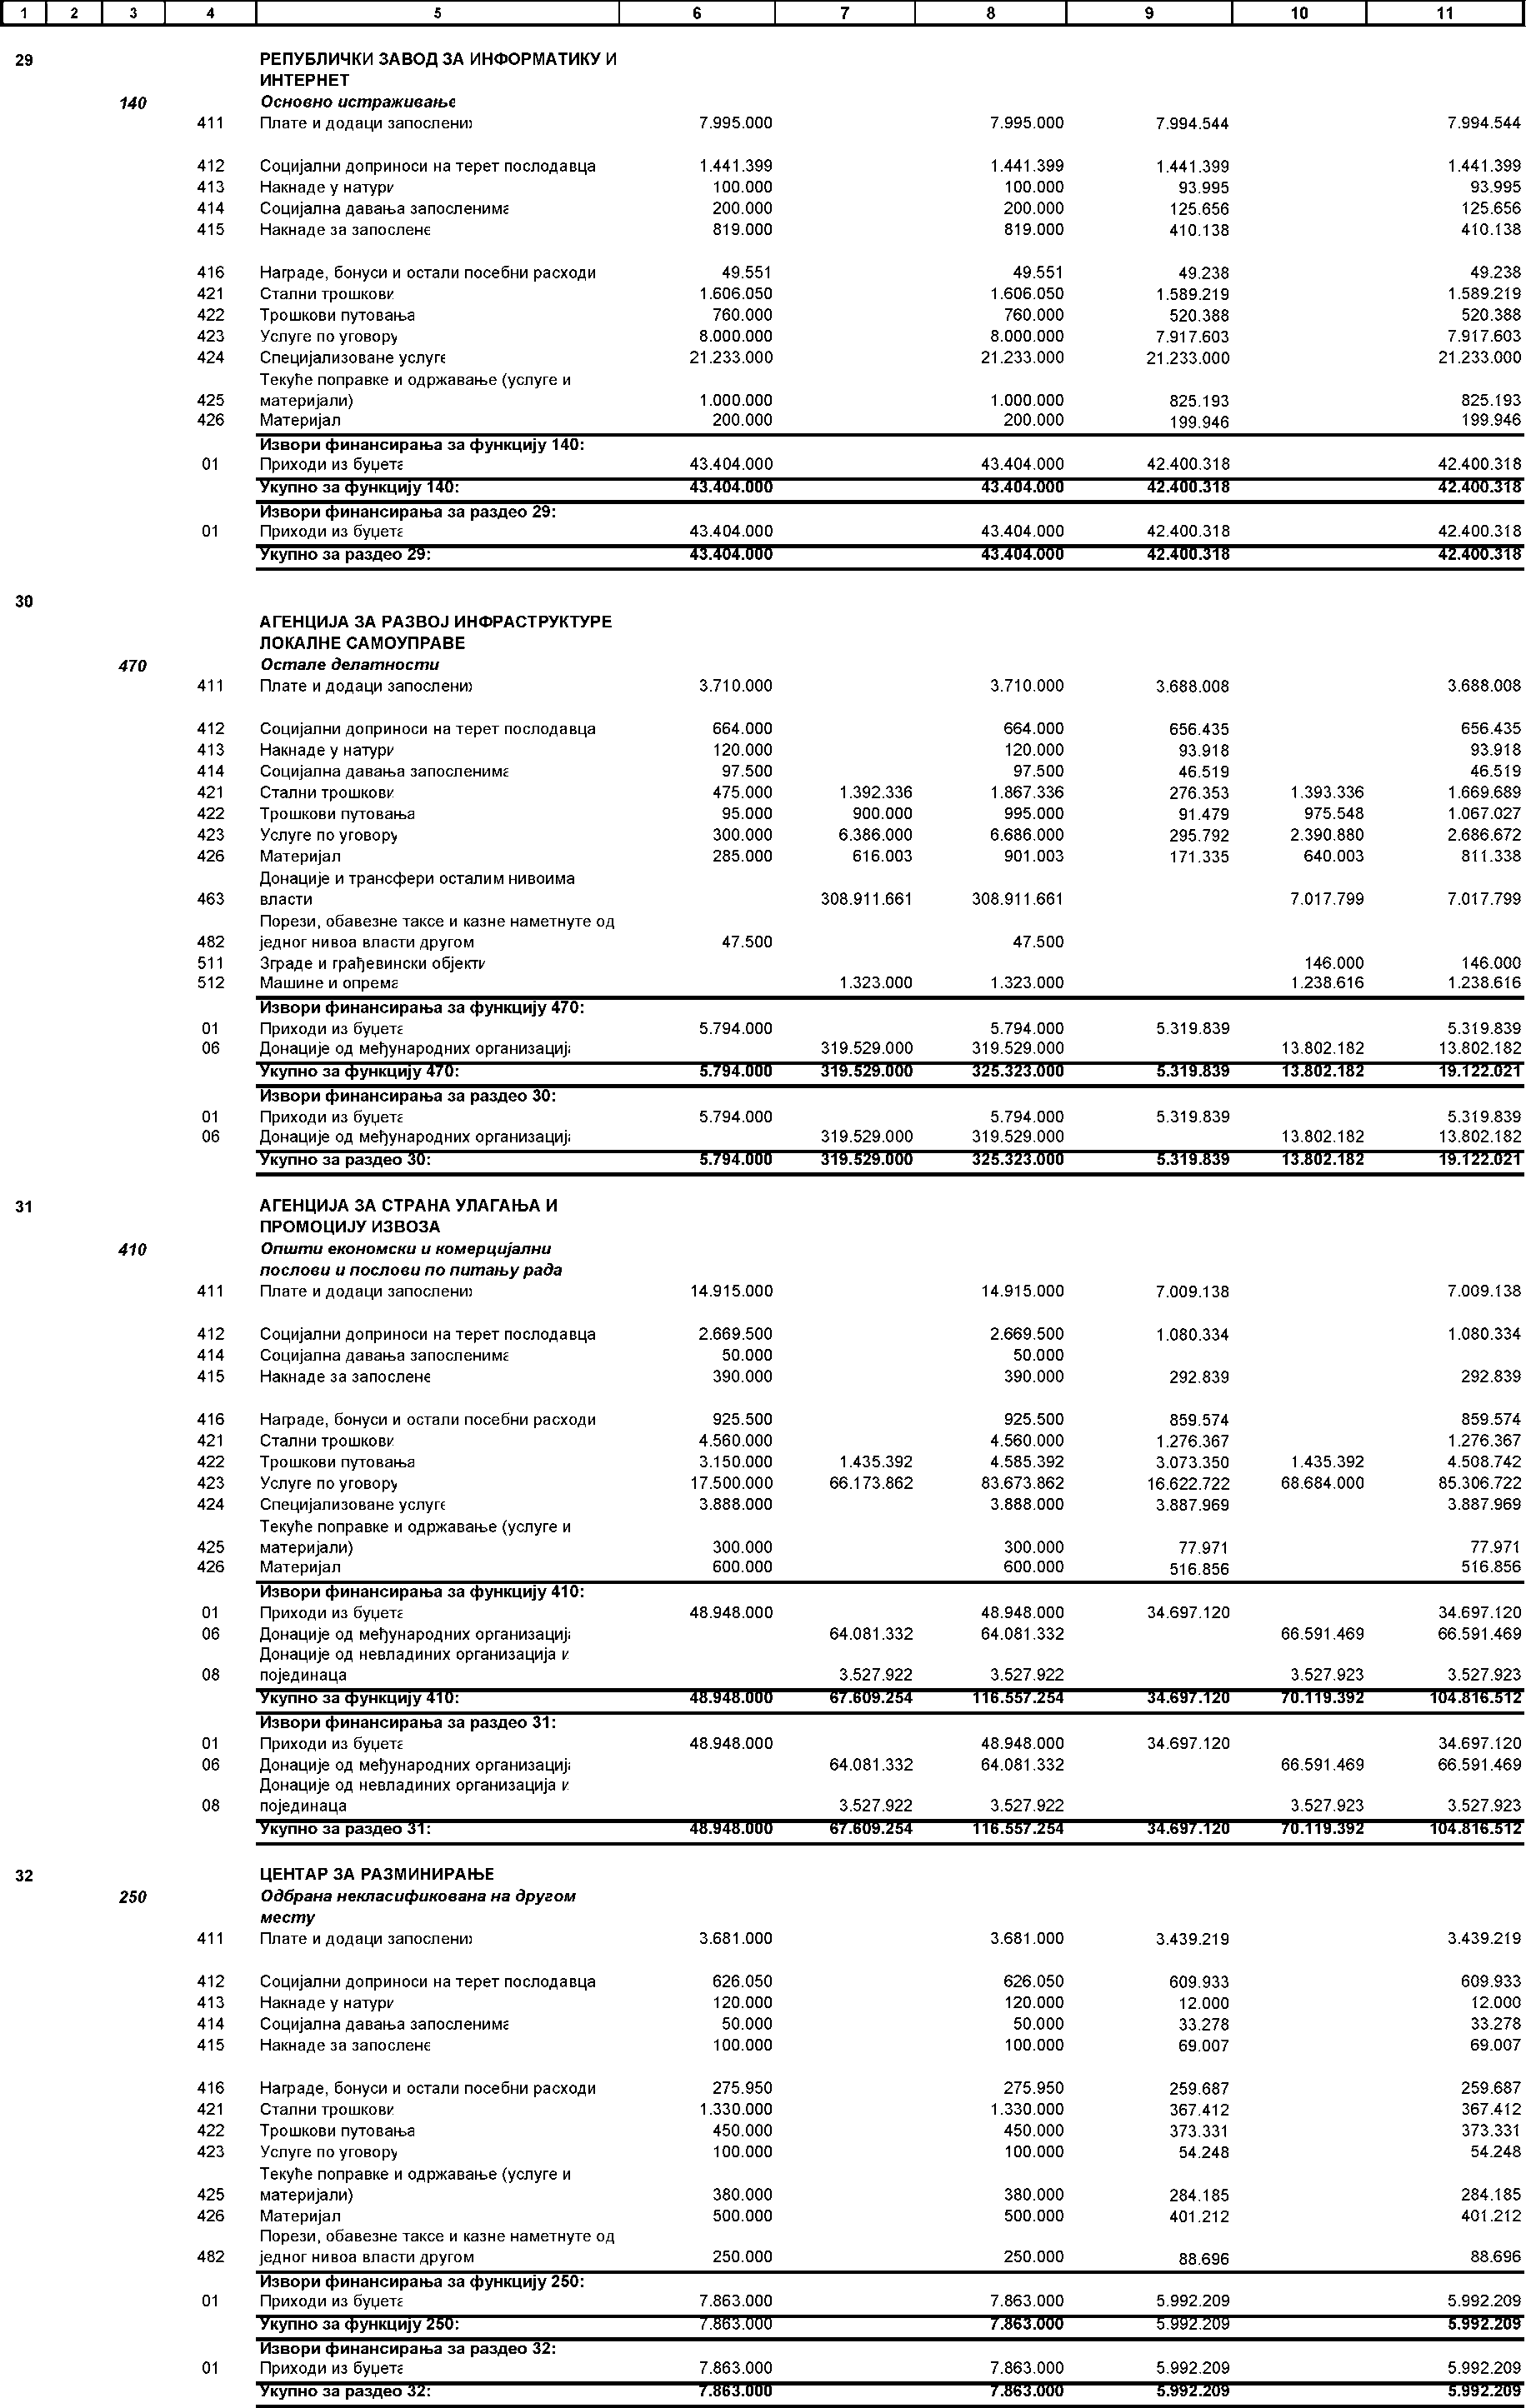 1 2 3 4 5 6 7 8 9 10 11
29 РЕПУБЛИЧКИ ЗАВОД ЗА ИНФОРМАТИКУ И
ИНТЕРНЕТ
140 Основно истраживање
411 Плате и додаци запослених 7.995.000 7.995.000 7.994.544 7.994.544
412 Социјални доприноси на терет послодавца 1.441.399 1.441.399 1.441.399 1.441.399
413 Накнаде у натури 100.000 100.000 93.995 93.995
414 Социјална давања запосленима 200.000 200.000 125.656 125.656
415 Накнаде за запослене 819.000 819.000 410.138 410.138
416 Награде, бонуси и остали посебни расходи 49.551 49.551 49.238 49.238
421 Стални трошкови 1.606.050 1.606.050 1.589.219 1.589.219
422 Трошкови путовања 760.000 760.000 520.388 520.388
423 Услуге по уговору 8.000.000 8.000.000 7.917.603 7.917.603
424 Специјализоване услуге 21.233.000 21.233.000 21.233.000 21.233.000
Текуће поправке и одржавање (услуге и
425 материјали) 1.000.000 1.000.000 825.193 825.193
426 Материјал 200.000 200.000 199.946 199.946
Извори финансирања за функцију 140:
01 Приходи из буџета 43.404.000 43.404.000 42.400.318 42.400.318
Укупно за функцију 140: 43.404.000 43.404.000 42.400.318 42.400.318
Извори финансирања за раздео 29:
01 Приходи из буџета 43.404.000 43.404.000 42.400.318 42.400.318
Укупно за раздео 29: 43.404.000 43.404.000 42.400.318 42.400.318
30
АГЕНЦИЈА ЗА РАЗВОЈ ИНФРАСТРУКТУРЕ
ЛОКАЛНЕ САМОУПРАВЕ
470 Остале делатности
411 Плате и додаци запослених 3.710.000 3.710.000 3.688.008 3.688.008
412 Социјални доприноси на терет послодавца 664.000 664.000 656.435 656.435
413 Накнаде у натури 120.000 120.000 93.918 93.918
414 Социјална давања запосленима 97.500 97.500 46.519 46.519
421 Стални трошкови 475.000 1.392.336 1.867.336 276.353 1.393.336 1.669.689
422 Трошкови путовања 95.000 900.000 995.000 91.479 975.548 1.067.027
423 Услуге по уговору 300.000 6.386.000 6.686.000 295.792 2.390.880 2.686.672
426 Материјал 285.000 616.003 901.003 171.335 640.003 811.338
Донације и трансфери осталим нивоима
463 власти 308.911.661 308.911.661 7.017.799 7.017.799
Порези, обавезне таксе и казне наметнуте од
482 једног нивоа власти другом 47.500 47.500
511 Зграде и грађевински објекти 146.000 146.000
512 Машине и опрема 1.323.000 1.323.000 1.238.616 1.238.616
Извори финансирања за функцију 470:
01 Приходи из буџета 5.794.000 5.794.000 5.319.839 5.319.839
06 Донације од међународних организација 319.529.000 319.529.000 13.802.182 13.802.182
Укупно за функцију 470: 5.794.000 319.529.000 325.323.000 5.319.839 13.802.182 19.122.021
Извори финансирања за раздео 30:
01 Приходи из буџета 5.794.000 5.794.000 5.319.839 5.319.839
06 Донације од међународних организација 319.529.000 319.529.000 13.802.182 13.802.182
Укупно за раздео 30: 5.794.000 319.529.000 325.323.000 5.319.839 13.802.182 19.122.021
31 АГЕНЦИЈА ЗА СТРАНА УЛАГАЊА И
ПРОМОЦИЈУ ИЗВОЗА
410 Општи економски и комерцијални
послови и послови по питању рада
411 Плате и додаци запослених 14.915.000 14.915.000 7.009.138 7.009.138
412 Социјални доприноси на терет послодавца 2.669.500 2.669.500 1.080.334 1.080.334
414 Социјална давања запосленима 50.000 50.000
415 Накнаде за запослене 390.000 390.000 292.839 292.839
416 Награде, бонуси и остали посебни расходи 925.500 925.500 859.574 859.574
421 Стални трошкови 4.560.000 4.560.000 1.276.367 1.276.367
422 Трошкови путовања 3.150.000 1.435.392 4.585.392 3.073.350 1.435.392 4.508.742
423 Услуге по уговору 17.500.000 66.173.862 83.673.862 16.622.722 68.684.000 85.306.722
424 Специјализоване услуге 3.888.000 3.888.000 3.887.969 3.887.969
Текуће поправке и одржавање (услуге и
425 материјали) 300.000 300.000 77.971 77.971
426 Материјал 600.000 600.000 516.856 516.856
Извори финансирања за функцију 410:
01 Приходи из буџета 48.948.000 48.948.000 34.697.120 34.697.120
06 Донације од међународних организација 64.081.332 64.081.332 66.591.469 66.591.469
Донације од невладиних организација и
08 појединаца 3.527.922 3.527.922 3.527.923 3.527.923
Укупно за функцију 410: 48.948.000 67.609.254 116.557.254 34.697.120 70.119.392 104.816.512
Извори финансирања за раздео 31:
01 Приходи из буџета 48.948.000 48.948.000 34.697.120 34.697.120
06 Донације од међународних организација 64.081.332 64.081.332 66.591.469 66.591.469
Донације од невладиних организација и
08 појединаца 3.527.922 3.527.922 3.527.923 3.527.923
Укупно за раздео 31: 48.948.000 67.609.254 116.557.254 34.697.120 70.119.392 104.816.512
32 ЦЕНТАР ЗА РАЗМИНИРАЊЕ
250 Одбрана некласификована на другом
месту
411 Плате и додаци запослених 3.681.000 3.681.000 3.439.219 3.439.219
412 Социјални доприноси на терет послодавца 626.050 626.050 609.933 609.933
413 Накнаде у натури 120.000 120.000 12.000 12.000
414 Социјална давања запосленима 50.000 50.000 33.278 33.278
415 Накнаде за запослене 100.000 100.000 69.007 69.007
416 Награде, бонуси и остали посебни расходи 275.950 275.950 259.687 259.687
421 Стални трошкови 1.330.000 1.330.000 367.412 367.412
422 Трошкови путовања 450.000 450.000 373.331 373.331
423 Услуге по уговору 100.000 100.000 54.248 54.248
Текуће поправке и одржавање (услуге и
425 материјали) 380.000 380.000 284.185 284.185
426 Материјал 500.000 500.000 401.212 401.212
Порези, обавезне таксе и казне наметнуте од
482 једног нивоа власти другом 250.000 250.000 88.696 88.696
Извори финансирања за функцију 250:
01 Приходи из буџета 7.863.000 7.863.000 5.992.209 5.992.209
Укупно за функцију 250: 7.863.000 7.863.000 5.992.209 5.992.209
Извори финансирања за раздео 32:
01 Приходи из буџета 7.863.000 7.863.000 5.992.209 5.992.209
Укупно за раздео 32: 7.863.000 7.863.000 5.992.209 5.992.209